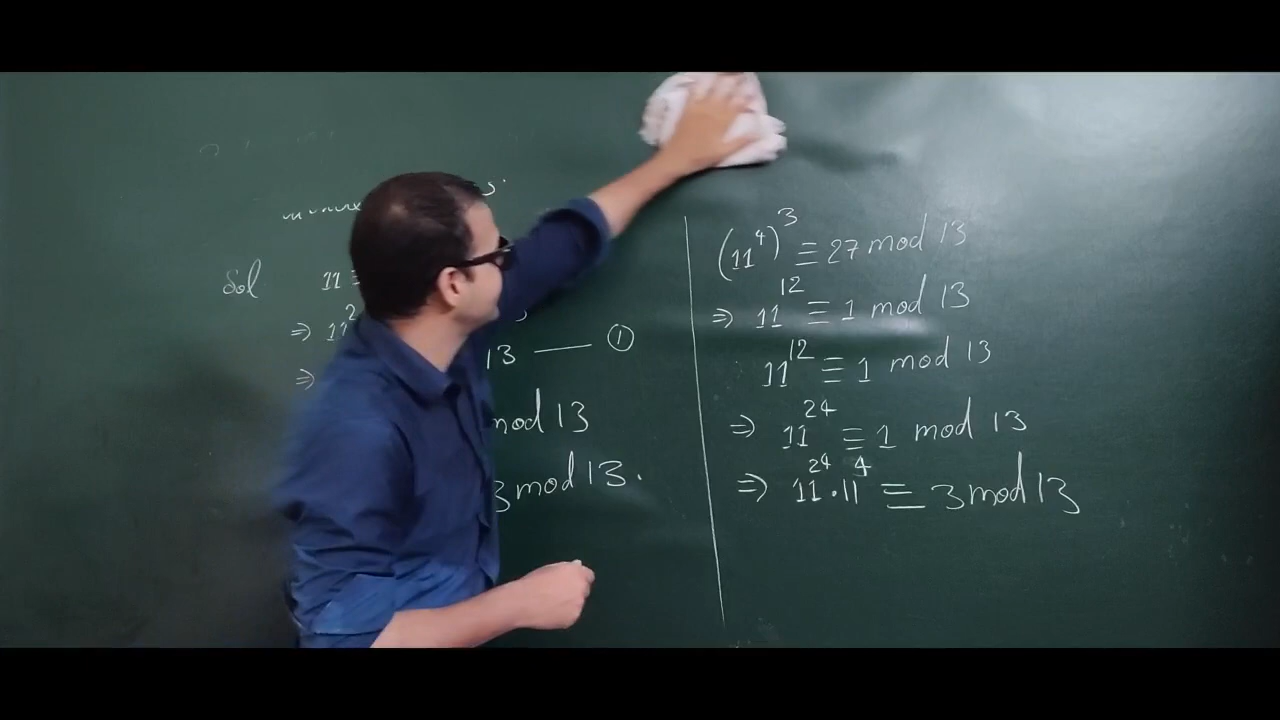 Sol 11 ≡
⇒ 11²
⇒ 13 —— ①
mod 13
3 mod 13.
(11⁴)³ ≡ 27 mod 13
⇒ 11¹² ≡ 1 mod 13
11¹² ≡ 1 mod 13
⇒ 11²⁴ ≡ 1 mod 13
⇒ 11²⁴·11⁴ ≡ 3 mod 13